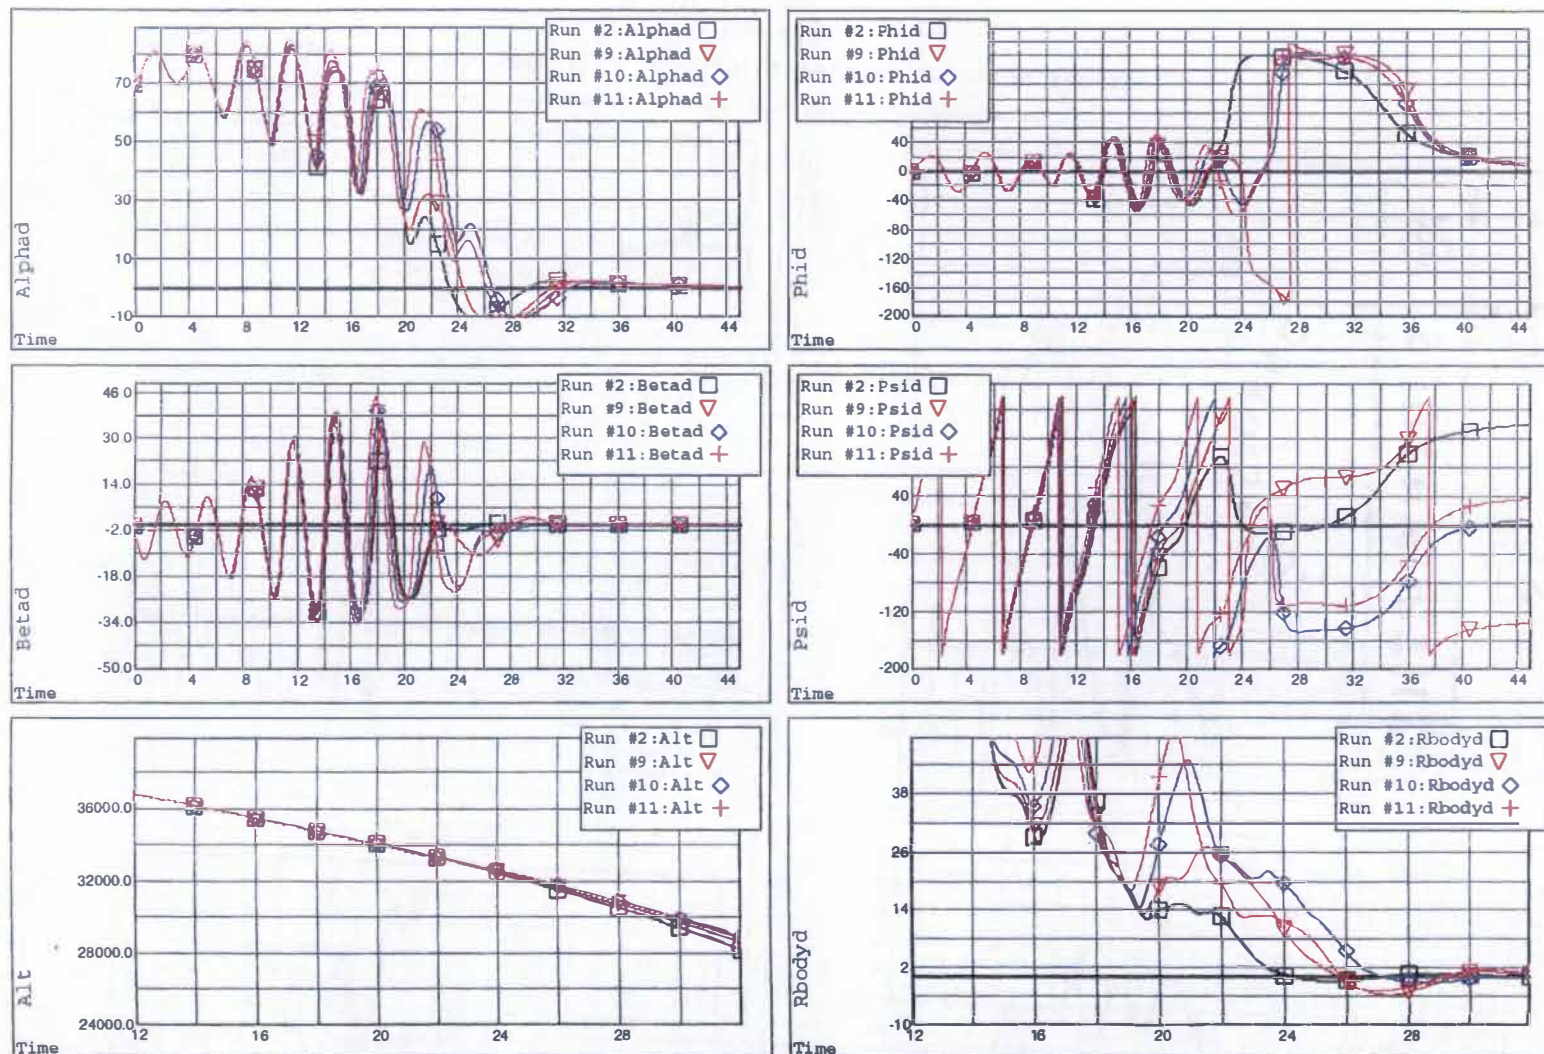 Run #2:Alphad
Run #9:Alphad
Run #10:Alphad
Run #11:Alphad
70
50
30
10
-10
0 4 8 12 16 20 24 28 32 36 40 44
Alphad
Time
Run #2:Phid
Run #9:Phid
Run #10:Phid
Run #11:Phid
40
0
-40
-80
-160
-200
0 4 8 12 16 20 24 28 32 36 40 44
Phid
Time
Run #2:Betad
Run #9:Betad
Run #10:Betad
Run #11:Betad
46.0
30.0
14.0
-2.0
-18.0
-34.0
-50.0
0 4 8 12 16 20 24 28 32 36 40 44
Betad
Time
Run #2:Psid
Run #9:Psid
Run #10:Psid
Run #11:Psid
40
-40
-120
-200
0 4 8 12 16 20 24 28 32 36 40 44
Psid
Time
Run #2:Alt
Run #9:Alt
Run #10:Alt
Run #11:Alt
36000.0
32000.0
28000.0
24000.0
12 16 20 24 28
Alt
Time
Run #2:Rbodyd
Run #9:Rbodyd
Run #10:Rbodyd
Run #11:Rbodyd
38
26
14
2
-10
12 16 20 24 28
Rbodyd
Time